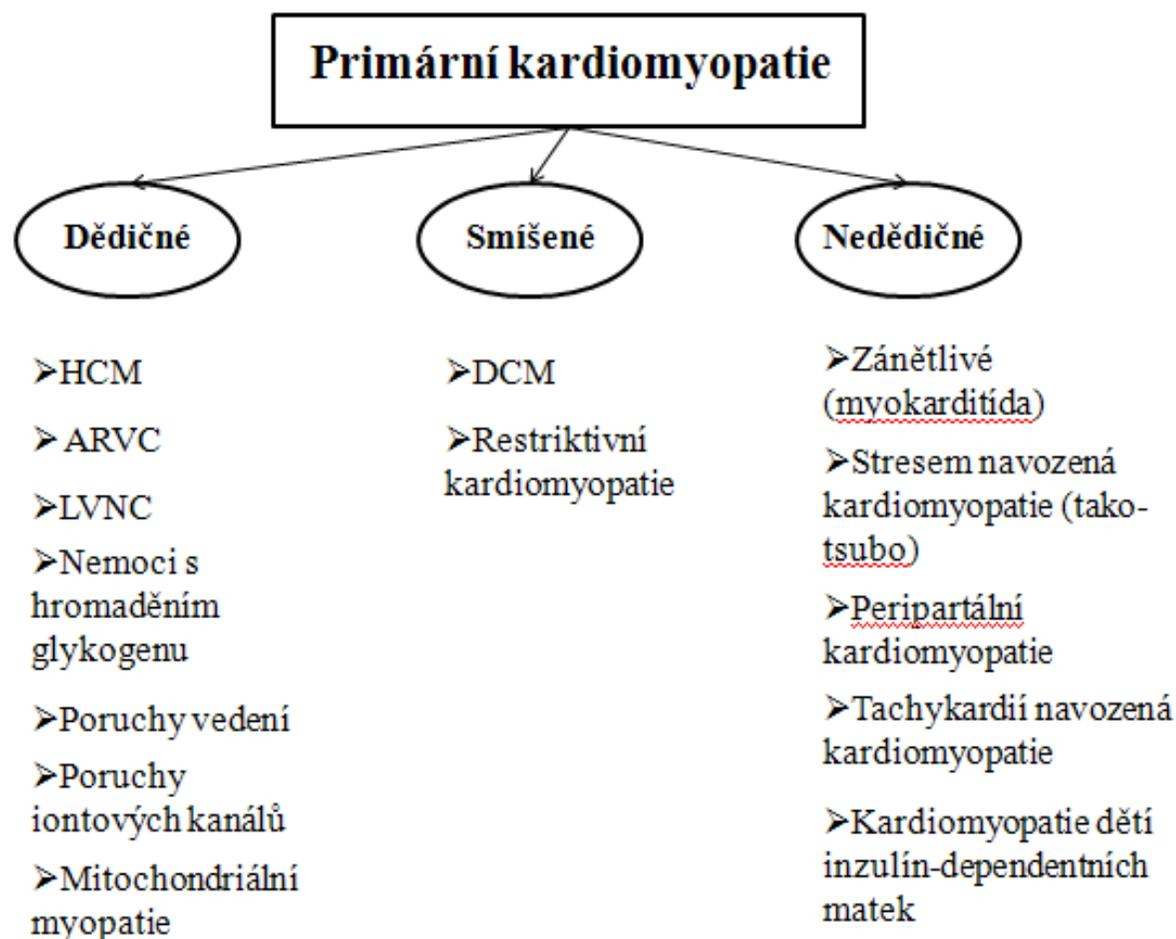 Primární kardiomyopatie
Dědičné
Smíšené
Nedědičné
➤HCM
➤ARVC
➤LVNC
➤Nemoci s
hromaděním
glykogenu
➤Poruchy vedení
➤Poruchy
iontových kanálů
➤Mitochondriální
myopatie
➤DCM
➤Restriktivní
kardiomyopatie
➤Zánětlivé
(myokarditída)
➤Stresem navozená
kardiomyopatie (tako-
tsubo)
➤Peripartální
kardiomyopatie
➤Tachykardií navozená
kardiomyopatie
➤Kardiomyopatie dětí
inzulín-dependentních
matek